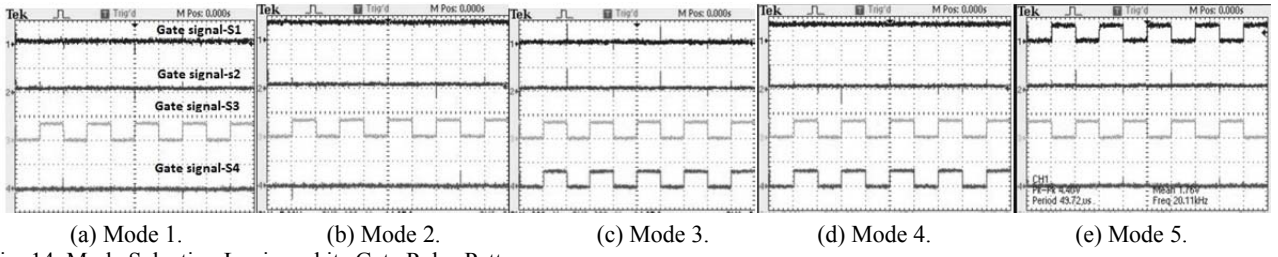 Tek Trig'd M Pos: 0.000s
Tek Trig'd M Pos: 0.000s
Tek Trig'd M Pos: 0.000s
Tek Trig'd M Pos: 0.000s
Tek Trig'd M Pos: 0.000s
Gate signal-S1
Gate signal-s2
Gate signal-S3
Gate signal-S4
CH1
Pk-Pk 4.40V Mean 1.76V
Period 49.72us Freq 20.11kHz
(a) Mode 1. (b) Mode 2. (c) Mode 3. (d) Mode 4. (e) Mode 5.